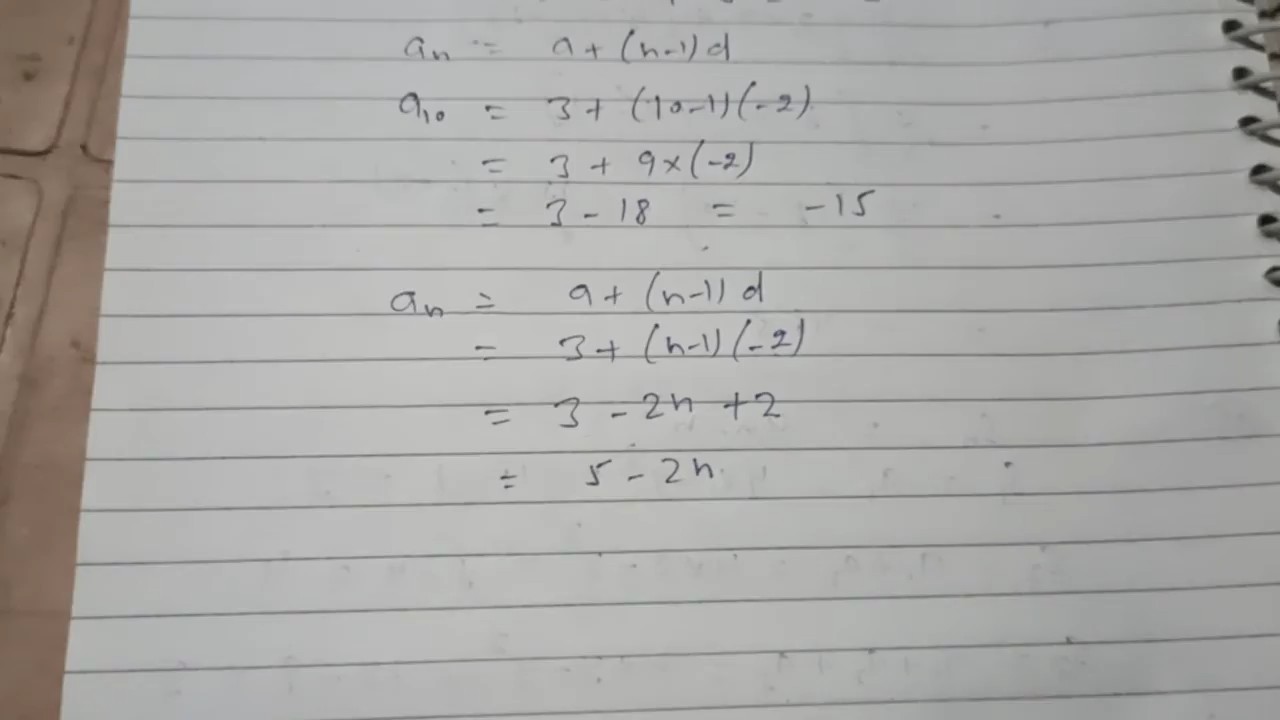 aₙ = a + (n-1) d
a₁₀ = 3 + (10-1) (-2)
= 3 + 9 × (-2)
= 3 - 18 = -15
aₙ = a + (n-1) d
= 3 + (n-1) (-2)
= 3 - 2n + 2
= 5 - 2n